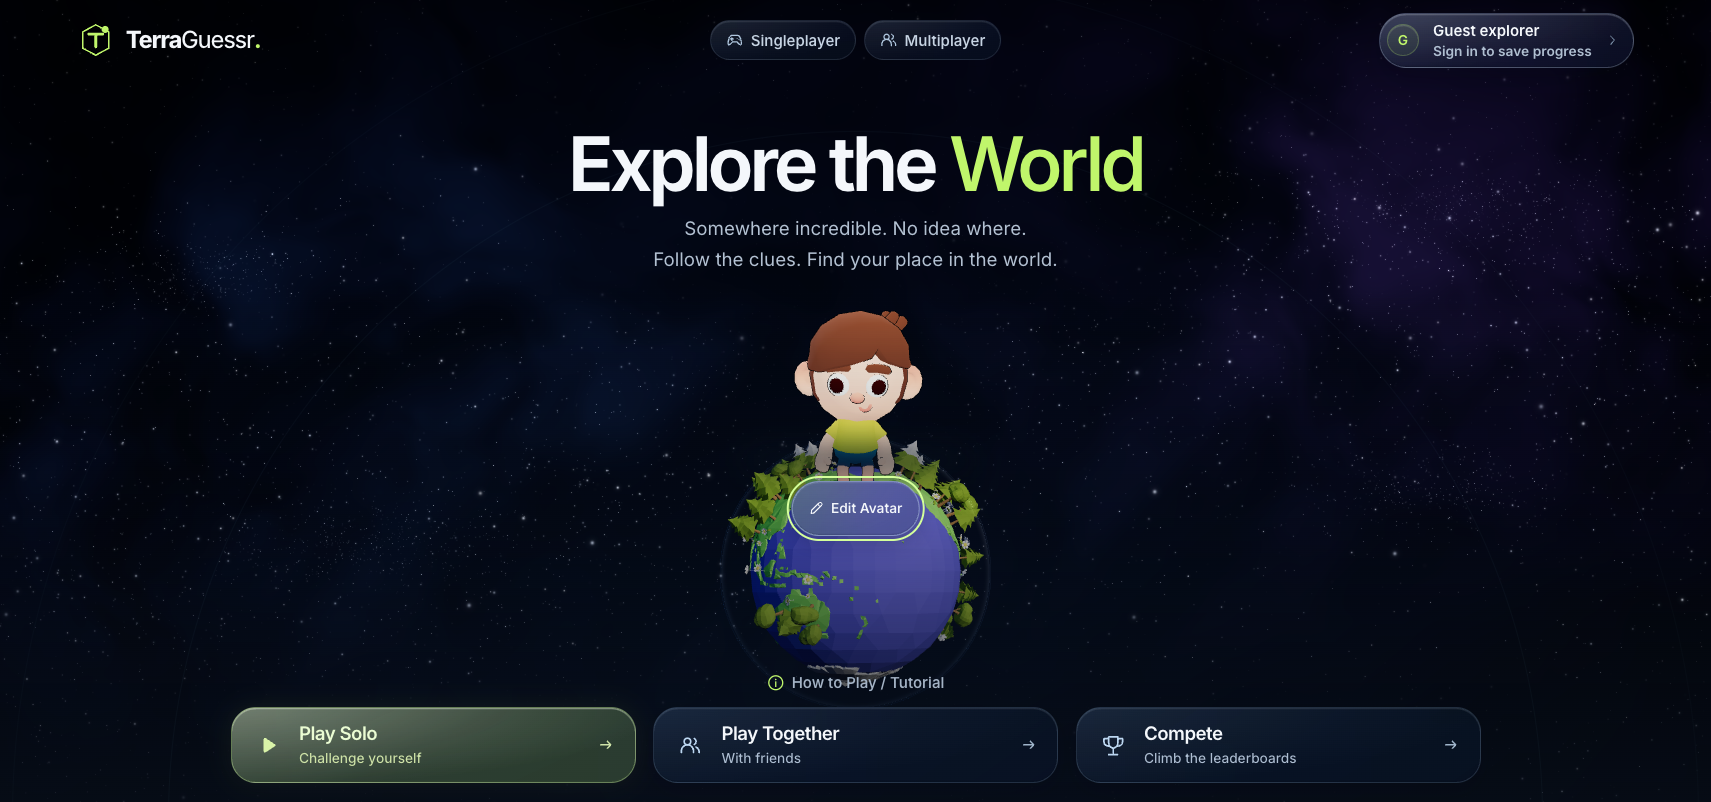 TerraGuessr.
Singleplayer
Multiplayer
G
Guest explorer
Sign in to save progress
Explore the World
Somewhere incredible. No idea where.
Follow the clues. Find your place in the world.
Edit Avatar
How to Play / Tutorial
Play Solo
Challenge yourself
Play Together
With friends
Compete
Climb the leaderboards